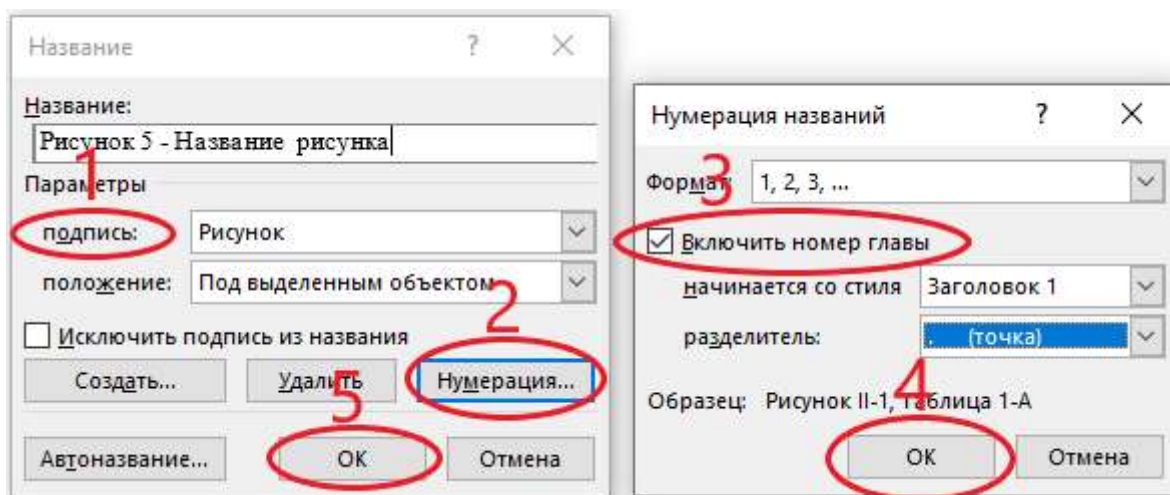 Название ?
Название:
Рисунок 5 - Название рисунка
Параметры
1
подпись: Рисунок
положение: Под выделенным объектом
2
Исключить подпись из названия
Создать... Удалить Нумерация...
5
Автоназвание... ОК Отмена
Нумерация названий ?
Формат: 1, 2, 3, ...
3
Включить номер главы
начинается со стиля Заголовок 1
разделитель: . (точка)
4
Образец: Рисунок II-1, Таблица 1-A
ОК Отмена